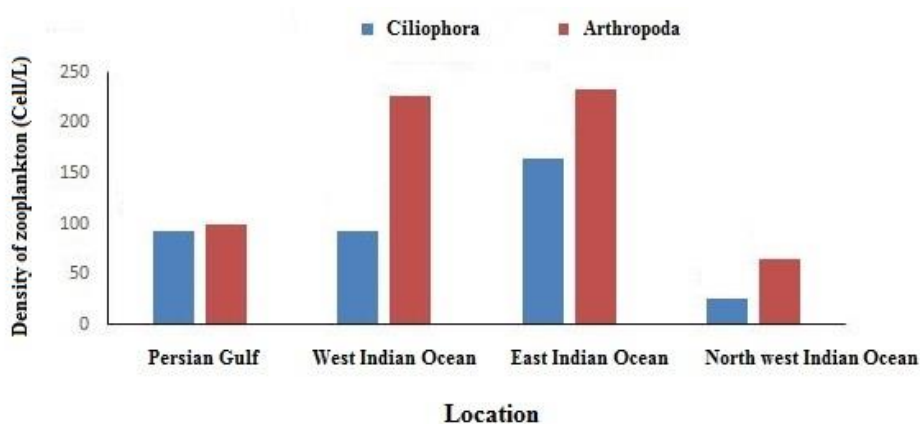 Ciliophora Arthropoda
Density of zooplankton (Cell/L)
250
200
150
100
50
0
Persian Gulf West Indian Ocean East Indian Ocean North west Indian Ocean
Location